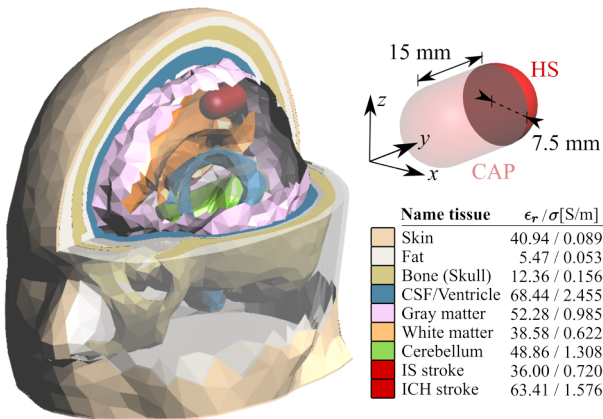 15 mm
HS
z
y
x
7.5 mm
CAP
Name tissue ϵr / σ[S/m]
Skin 40.94 / 0.089
Fat 5.47 / 0.053
Bone (Skull) 12.36 / 0.156
CSF/Ventricle 68.44 / 2.455
Gray matter 52.28 / 0.985
White matter 38.58 / 0.622
Cerebellum 48.86 / 1.308
IS stroke 36.00 / 0.720
ICH stroke 63.41 / 1.576